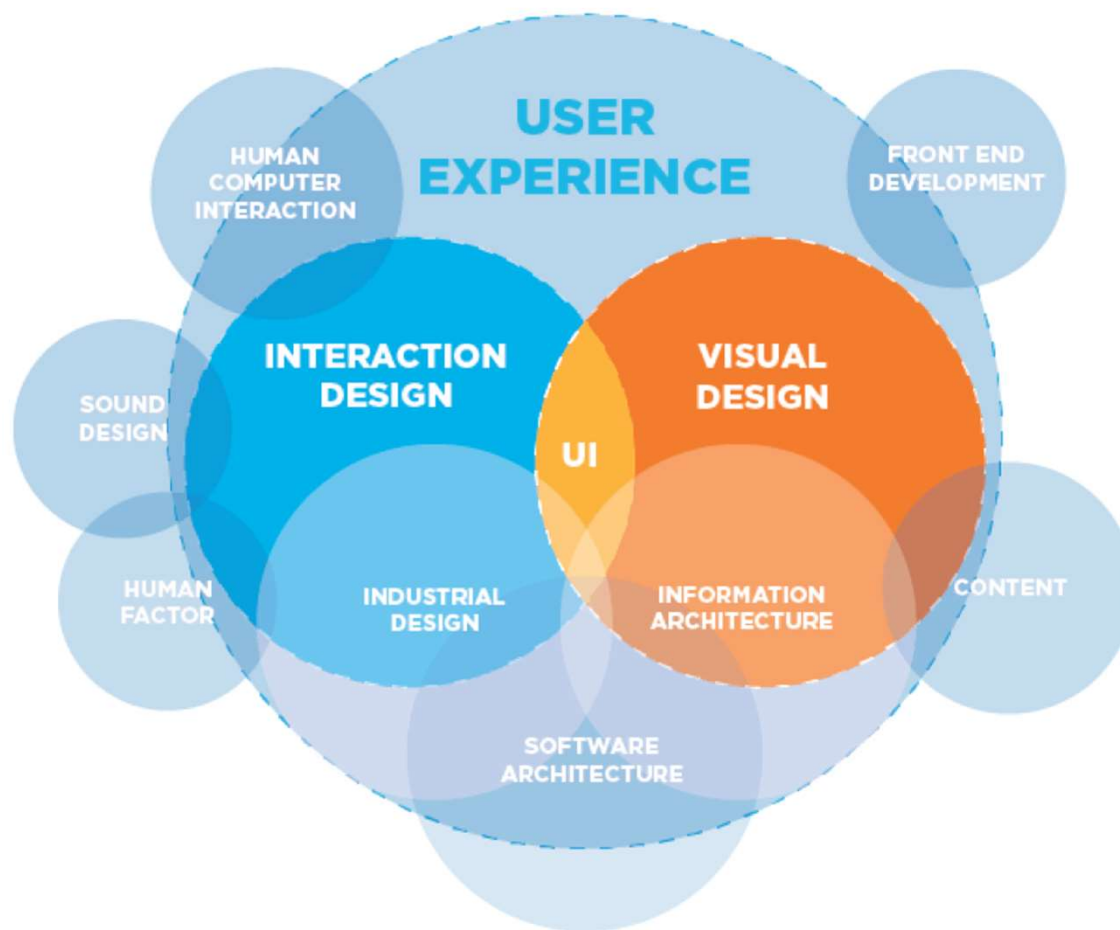 USER
EXPERIENCE
HUMAN
COMPUTER
INTERACTION
FRONT END
DEVELOPMENT
INTERACTION
DESIGN
VISUAL
DESIGN
SOUND
DESIGN
UI
HUMAN
FACTOR
INDUSTRIAL
DESIGN
INFORMATION
ARCHITECTURE
CONTENT
SOFTWARE
ARCHITECTURE